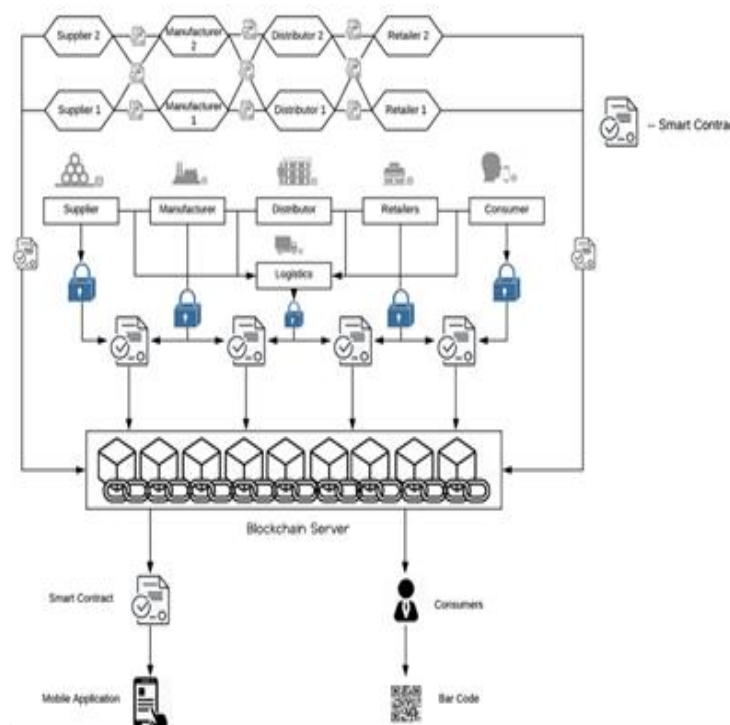 Supplier 2
Manufacturer
2
Distributor 2
Retailer 2
Supplier 1
Manufacturer
1
Distributor 1
Retailer 1
-- Smart Contra
Supplier
Manufacturer
Distributor
Retailers
Consumer
Logistics
Blockchain Server
Smart Contract
Consumers
Mobile Application
Bar Code